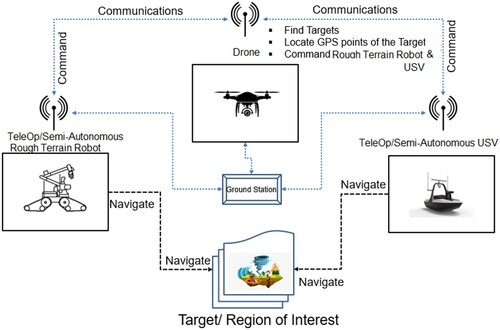 Communications
Communications
Drone
Find Targets
Locate GPS points of the Target
Command Rough Terrain Robot &
USV
Command
Command
TeleOp/Semi-Autonomous
Rough Terrain Robot
TeleOp/Semi-Autonomous USV
Ground Station
Navigate
Navigate
Navigate
Navigate
Target/ Region of Interest